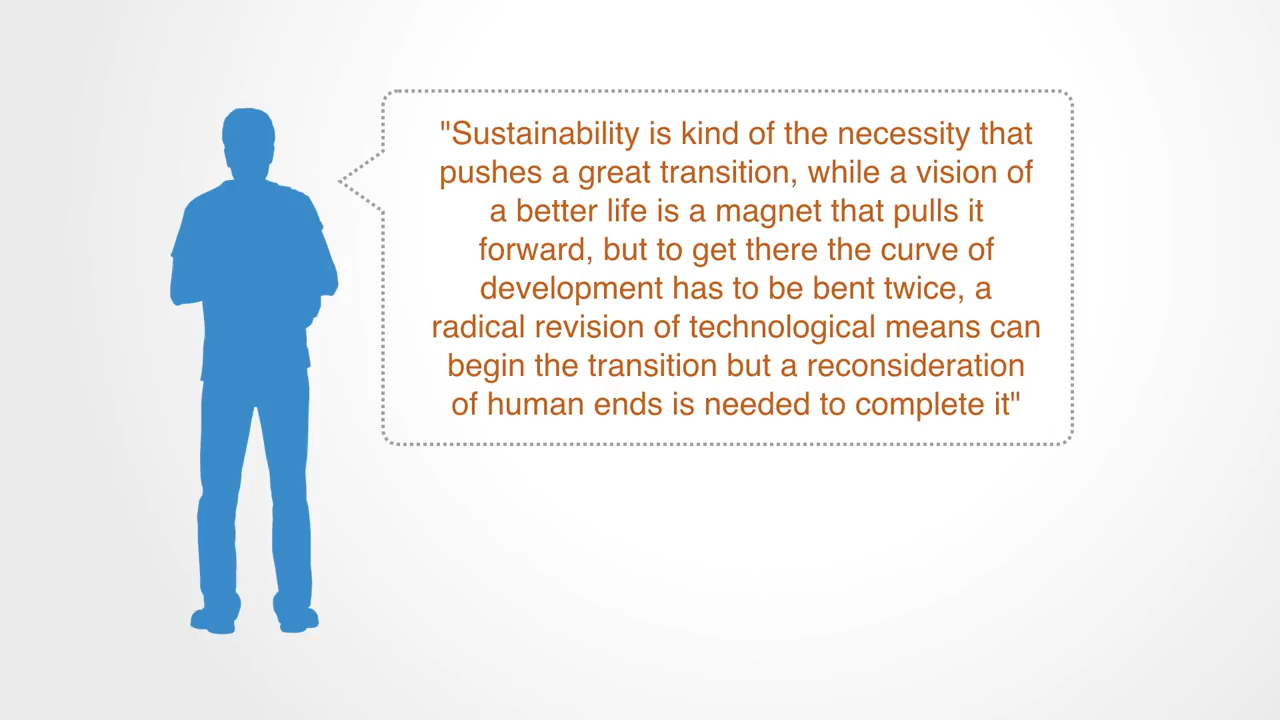 "Sustainability is kind of the necessity that
pushes a great transition, while a vision of
a better life is a magnet that pulls it
forward, but to get there the curve of
development has to be bent twice, a
radical revision of technological means can
begin the transition but a reconsideration
of human ends is needed to complete it"